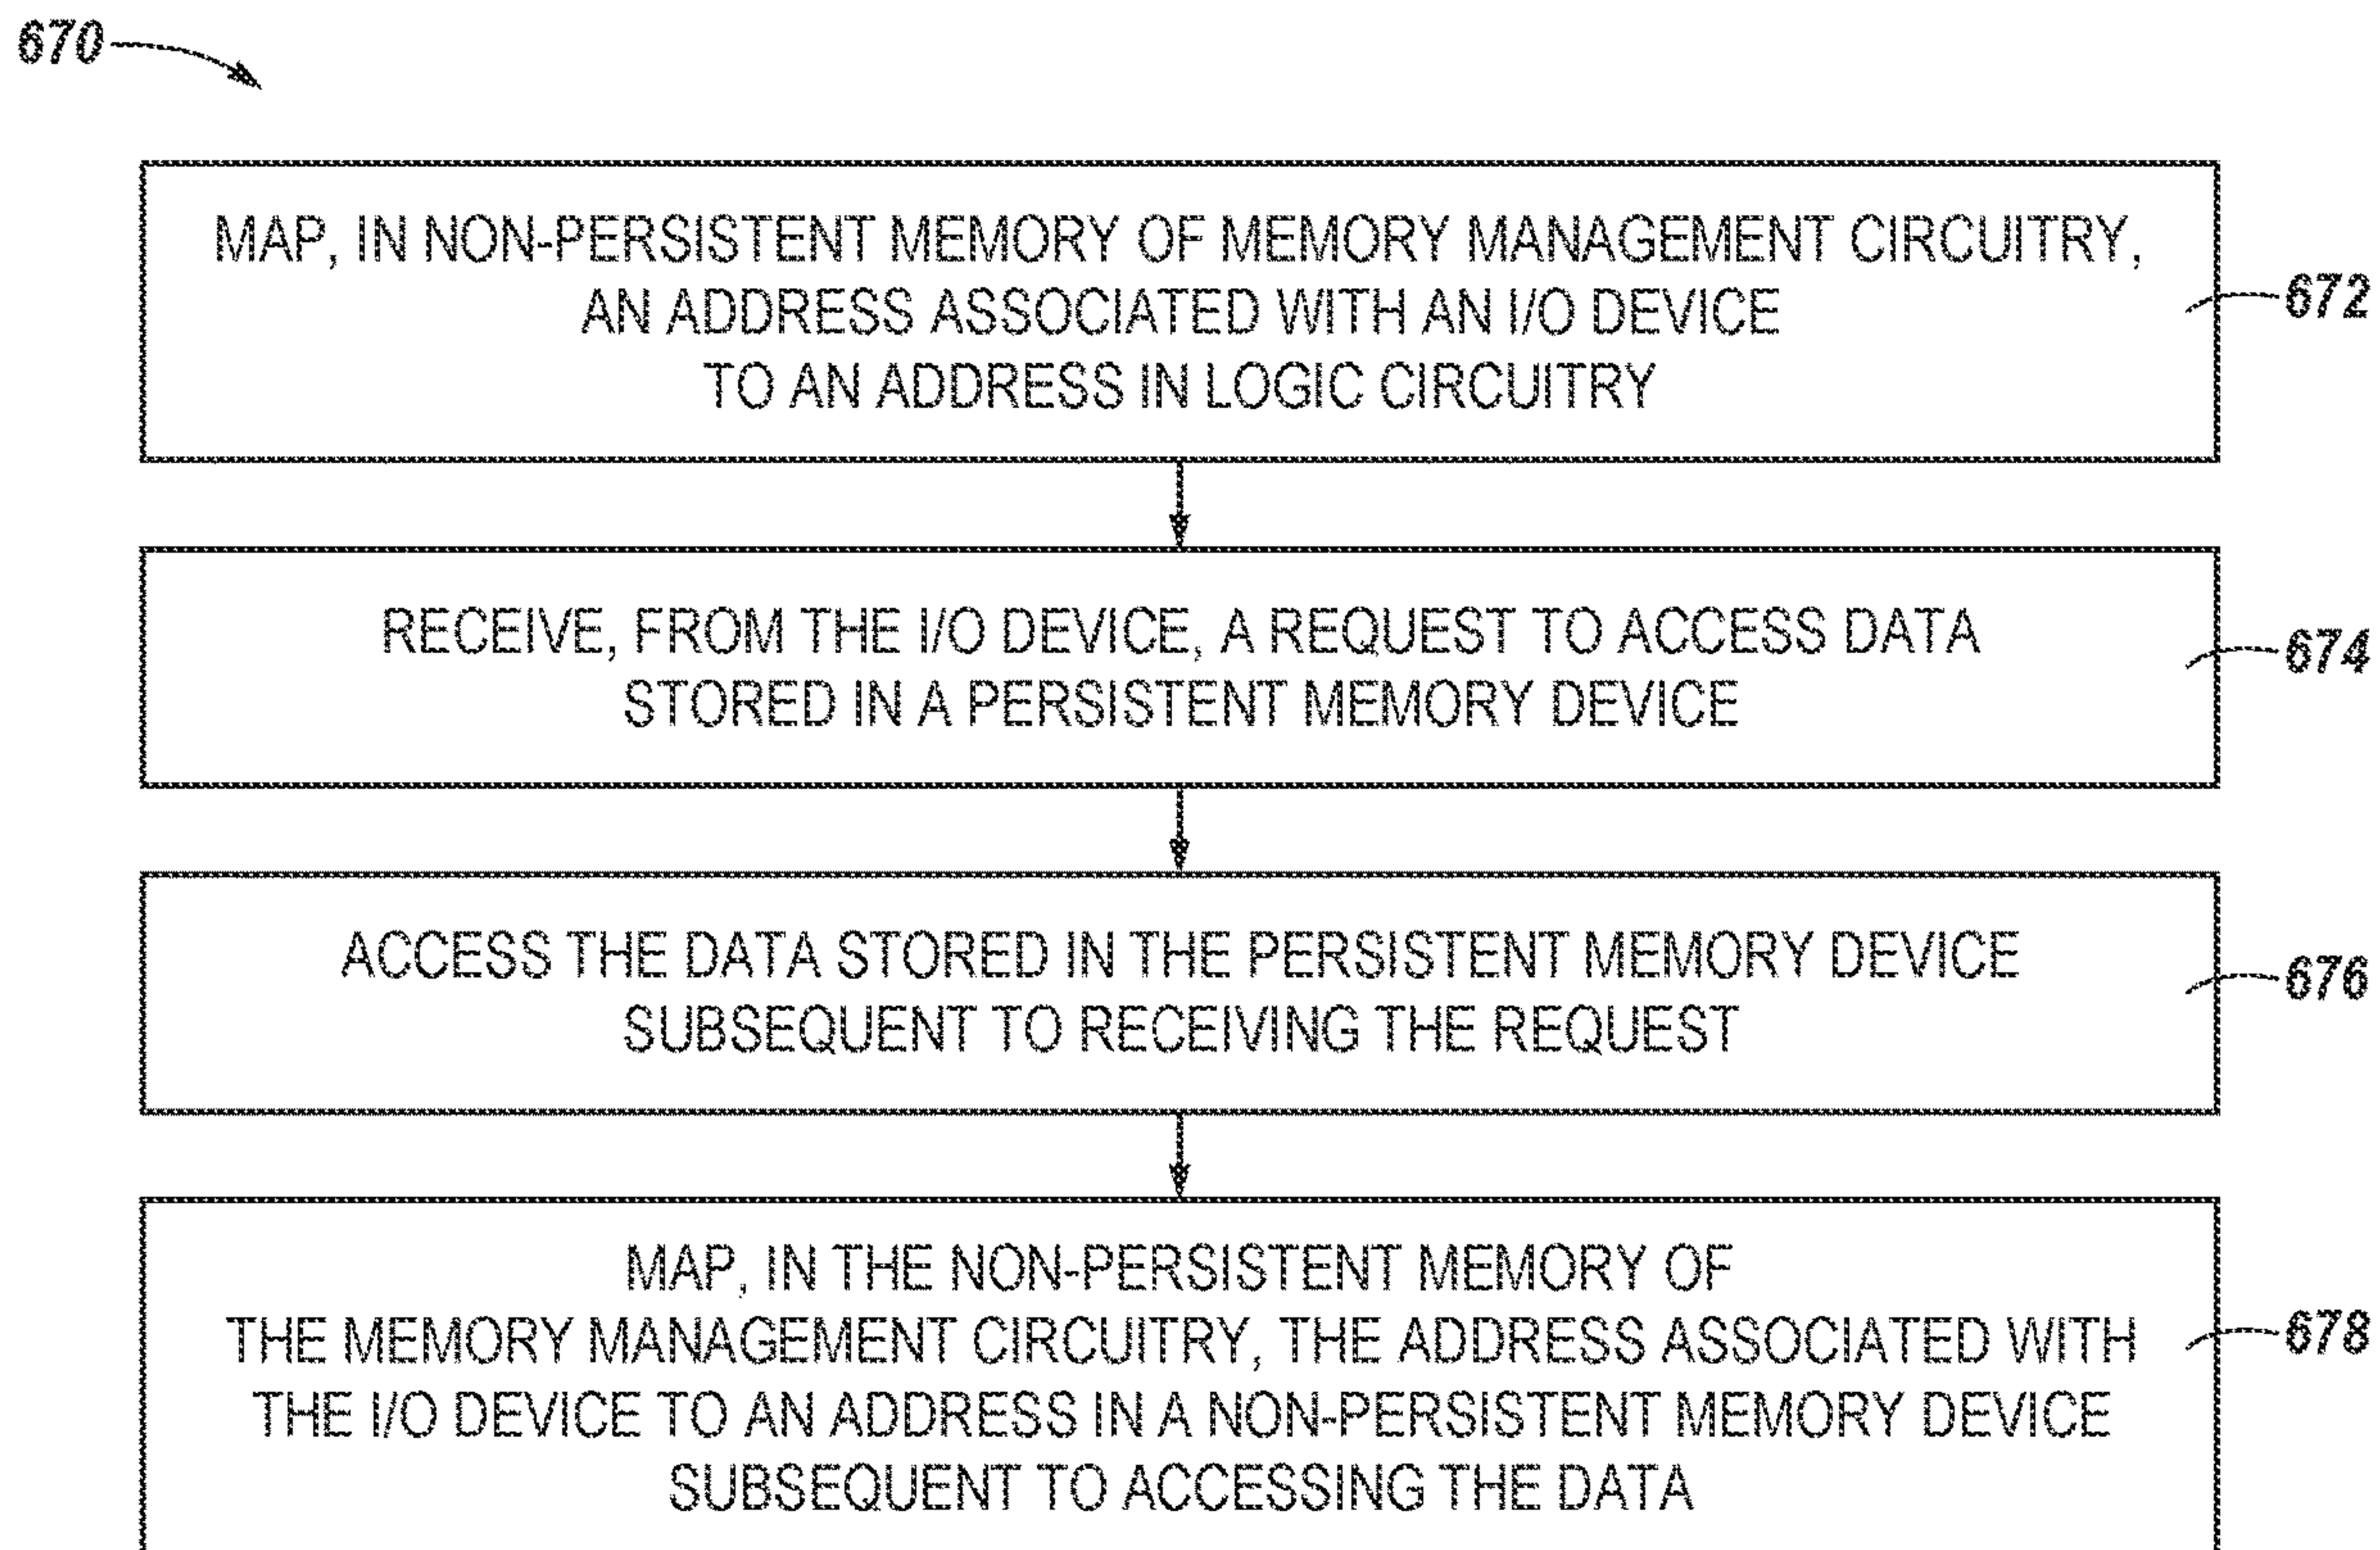 670
MAP, IN NON-PERSISTENT MEMORY OF MEMORY MANAGEMENT CIRCUITRY,
AN ADDRESS ASSOCIATED WITH AN I/O DEVICE
TO AN ADDRESS IN LOGIC CIRCUITRY
672
RECEIVE, FROM THE I/O DEVICE, A REQUEST TO ACCESS DATA
STORED IN A PERSISTENT MEMORY DEVICE
674
ACCESS THE DATA STORED IN THE PERSISTENT MEMORY DEVICE
SUBSEQUENT TO RECEIVING THE REQUEST
676
MAP, IN THE NON-PERSISTENT MEMORY OF
THE MEMORY MANAGEMENT CIRCUITRY, THE ADDRESS ASSOCIATED WITH
THE I/O DEVICE TO AN ADDRESS IN A NON-PERSISTENT MEMORY DEVICE
SUBSEQUENT TO ACCESSING THE DATA
678